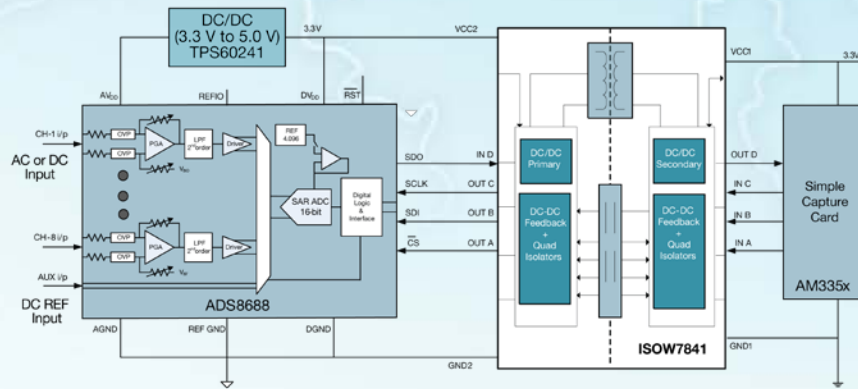 DC/DC
(3.3 V to 5.0 V)
TPS60241
3.3V
VCC2
VCC1
3.3V
AVDD
REFIO
DVDD
RST
CH-1 i/p
OVP
OVP
PGA
LPF
2nd order
Driver
REF
4.096
AC or DC
Input
SAR ADC
16-bit
Digital
Logic
&
Interface
CH-8 i/p
OVP
OVP
PGA
LPF
2nd order
Driver
AUX i/p
DC REF
Input
ADS8688
AGND
REF GND
DGND
GND2
SDO
IN D
SCLK
OUT C
SDI
OUT B
CS
OUT A
DC/DC
Primary
DC-DC
Feedback
+
Quad
Isolators
DC/DC
Secondary
DC-DC
Feedback
+
Quad
Isolators
ISOW7841
OUT D
IN C
IN B
IN A
GND1
Simple
Capture
Card
AM335x